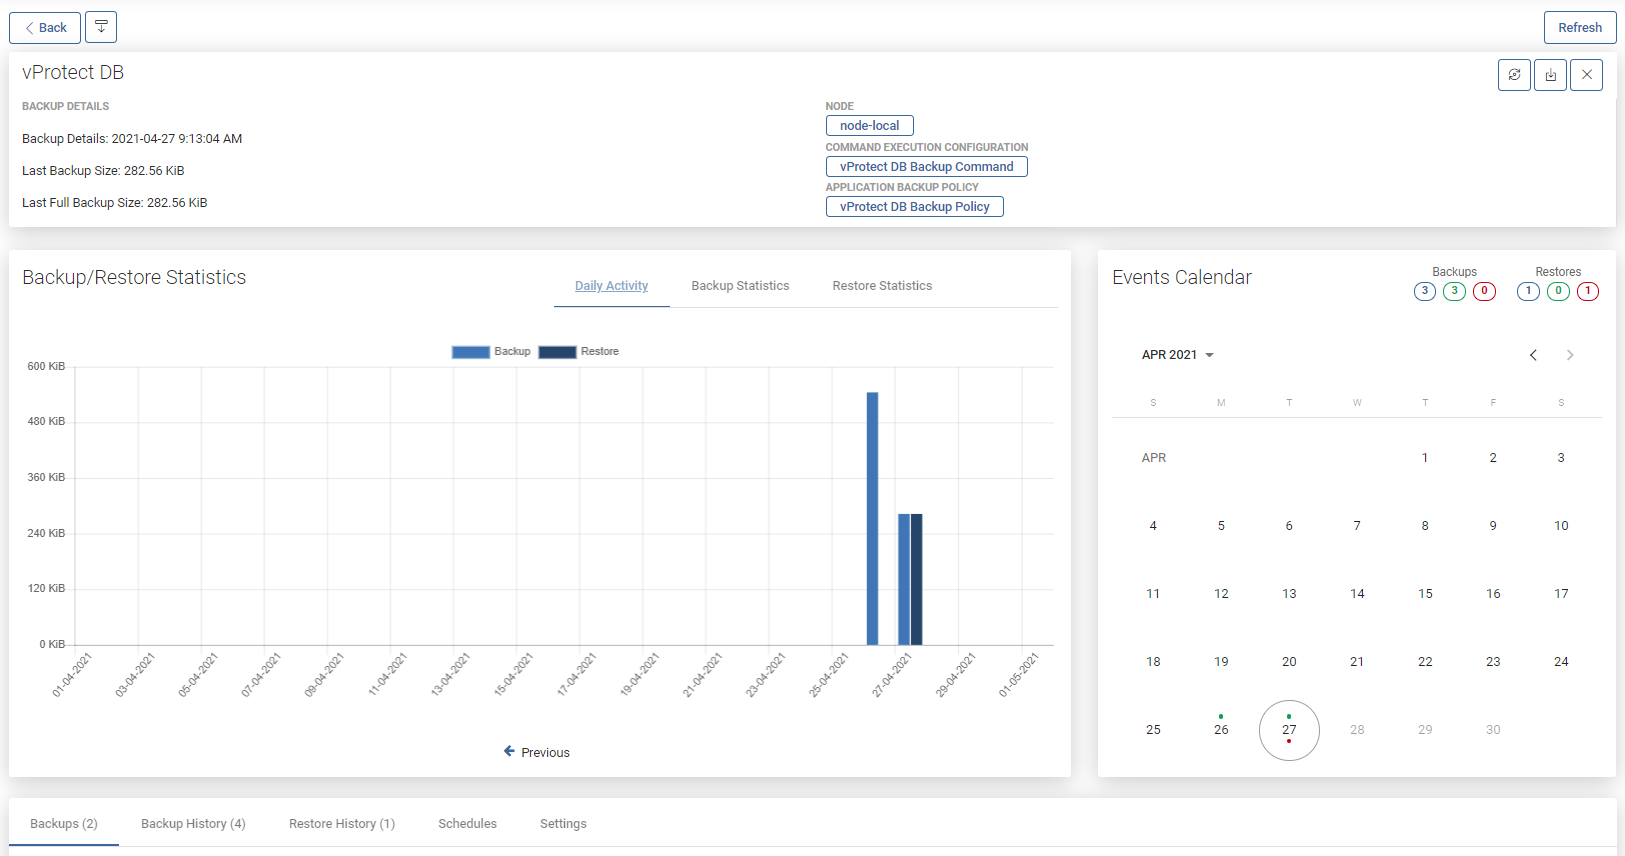 Back
Refresh
vProtect DB
BACKUP DETAILS
Backup Details: 2021-04-27 9:13:04 AM
Last Backup Size: 282.56 KiB
Last Full Backup Size: 282.56 KiB
NODE
node-local
COMMAND EXECUTION CONFIGURATION
vProtect DB Backup Command
APPLICATION BACKUP POLICY
vProtect DB Backup Policy
Backup/Restore Statistics
Daily Activity Backup Statistics Restore Statistics
Backup Restore
600 KiB
480 KiB
360 KiB
240 KiB
120 KiB
0 KiB
01-04-2021 03-04-2021 05-04-2021 07-04-2021 09-04-2021 11-04-2021 13-04-2021 15-04-2021 17-04-2021 19-04-2021 21-04-2021 23-04-2021 25-04-2021 27-04-2021 29-04-2021 01-05-2021
Previous
Events Calendar
Backups Restores
3 3 0 1 0 1
APR 2021
S M T W T F S
APR 1 2 3
4 5 6 7 8 9 10
11 12 13 14 15 16 17
18 19 20 21 22 23 24
25 26 27 28 29 30
Backups (2) Backup History (4) Restore History (1) Schedules Settings